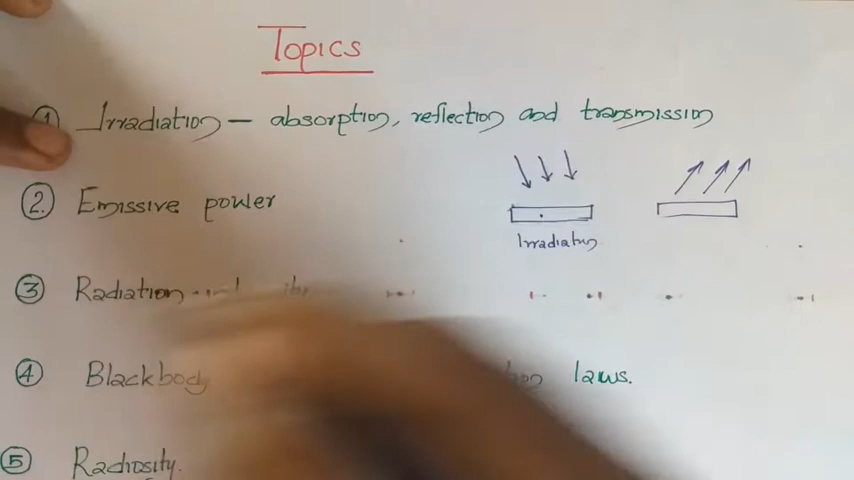 Topics
① Irradiation - absorption, reflection and transmission
② Emissive power
Irradiation
③ Radiation
④ Blackbody laws.
⑤ Radiosity.